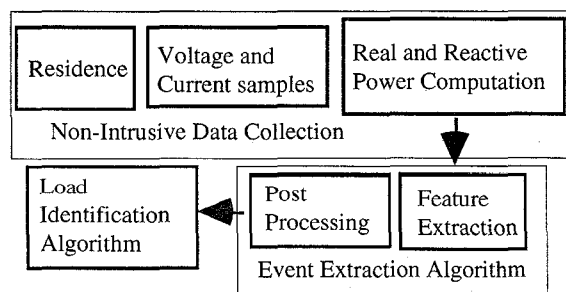 Residence
Voltage and
Current samples
Real and Reactive
Power Computation
Non-Intrusive Data Collection
Load
Identification
Algorithm
Post
Processing
Feature
Extraction
Event Extraction Algorithm